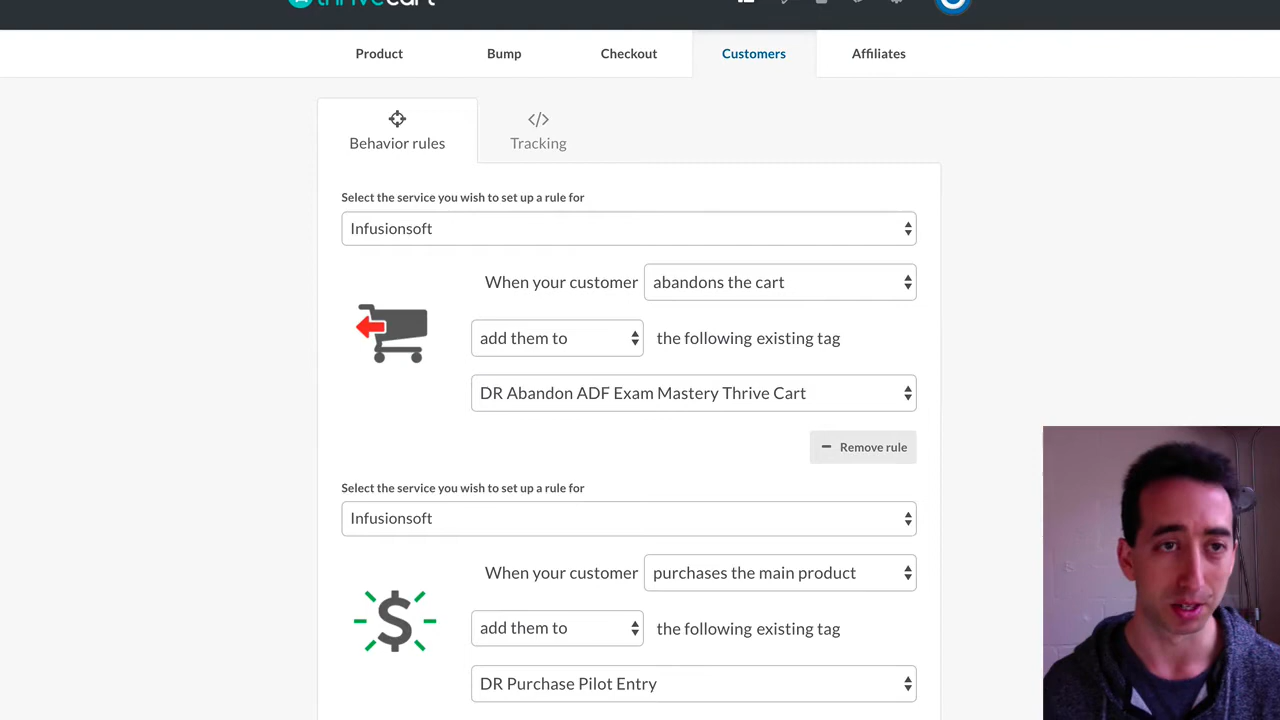 thrivecart
Product
Bump
Checkout
Customers
Affiliates
Behavior rules
Tracking
Select the service you wish to set up a rule for
Infusionsoft
When your customer
abandons the cart
add them to
the following existing tag
DR Abandon ADF Exam Mastery Thrive Cart
Remove rule
Select the service you wish to set up a rule for
Infusionsoft
When your customer
purchases the main product
add them to
the following existing tag
DR Purchase Pilot Entry